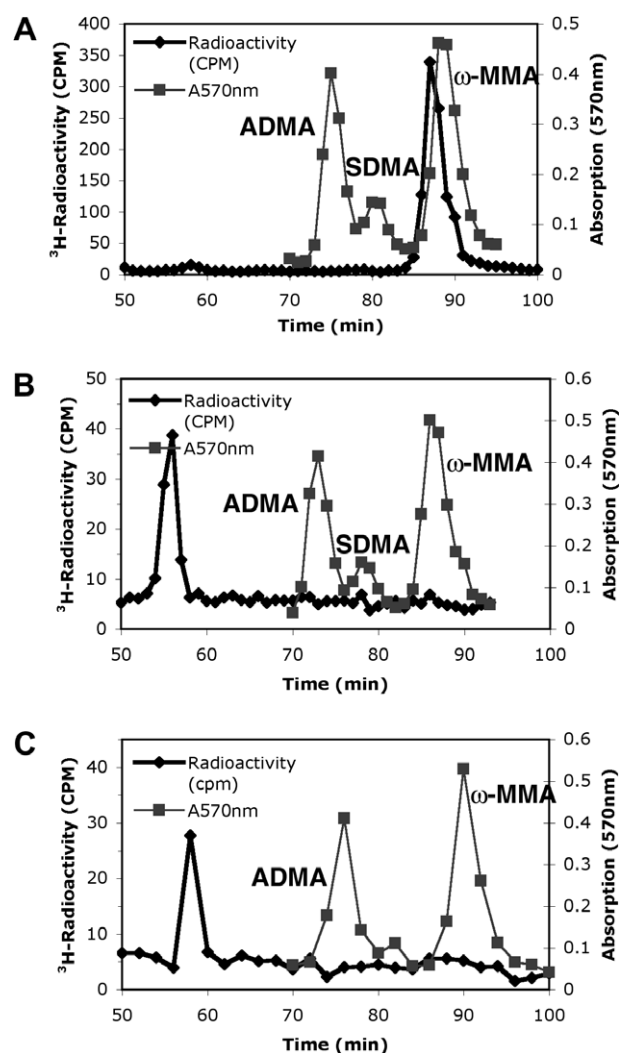 A
400
350
300
250
200
150
100
50
0
³H-Radioactivity (CPM)
Radioactivity
(CPM)
A570nm
ADMA
SDMA
ω-MMA
0.5
0.4
0.3
0.2
0.1
0
Absorption (570nm)
50 60 70 80 90 100
Time (min)
B
50
40
30
20
10
0
³H-Radioactivity (CPM)
Radioactivity
(CPM)
A570nm
ADMA
SDMA
ω-MMA
0.6
0.5
0.4
0.3
0.2
0.1
0
Absorption (570nm)
50 60 70 80 90 100
Time (min)
C
40
30
20
10
0
³H-Radioactivity (CPM)
Radioactivity
(cpm)
A570nm
ADMA
ω-MMA
0.6
0.5
0.4
0.3
0.2
0.1
0
Absorption (570nm)
50 60 70 80 90 100
Time (min)